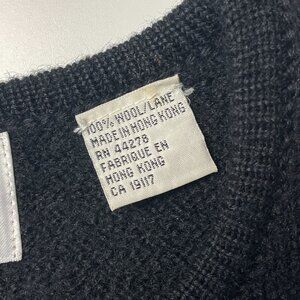 100% WOOL/LANE
MADE IN HONG KONG
RN 44278
FABRIQUE EN
HONG KONG
CA 19117